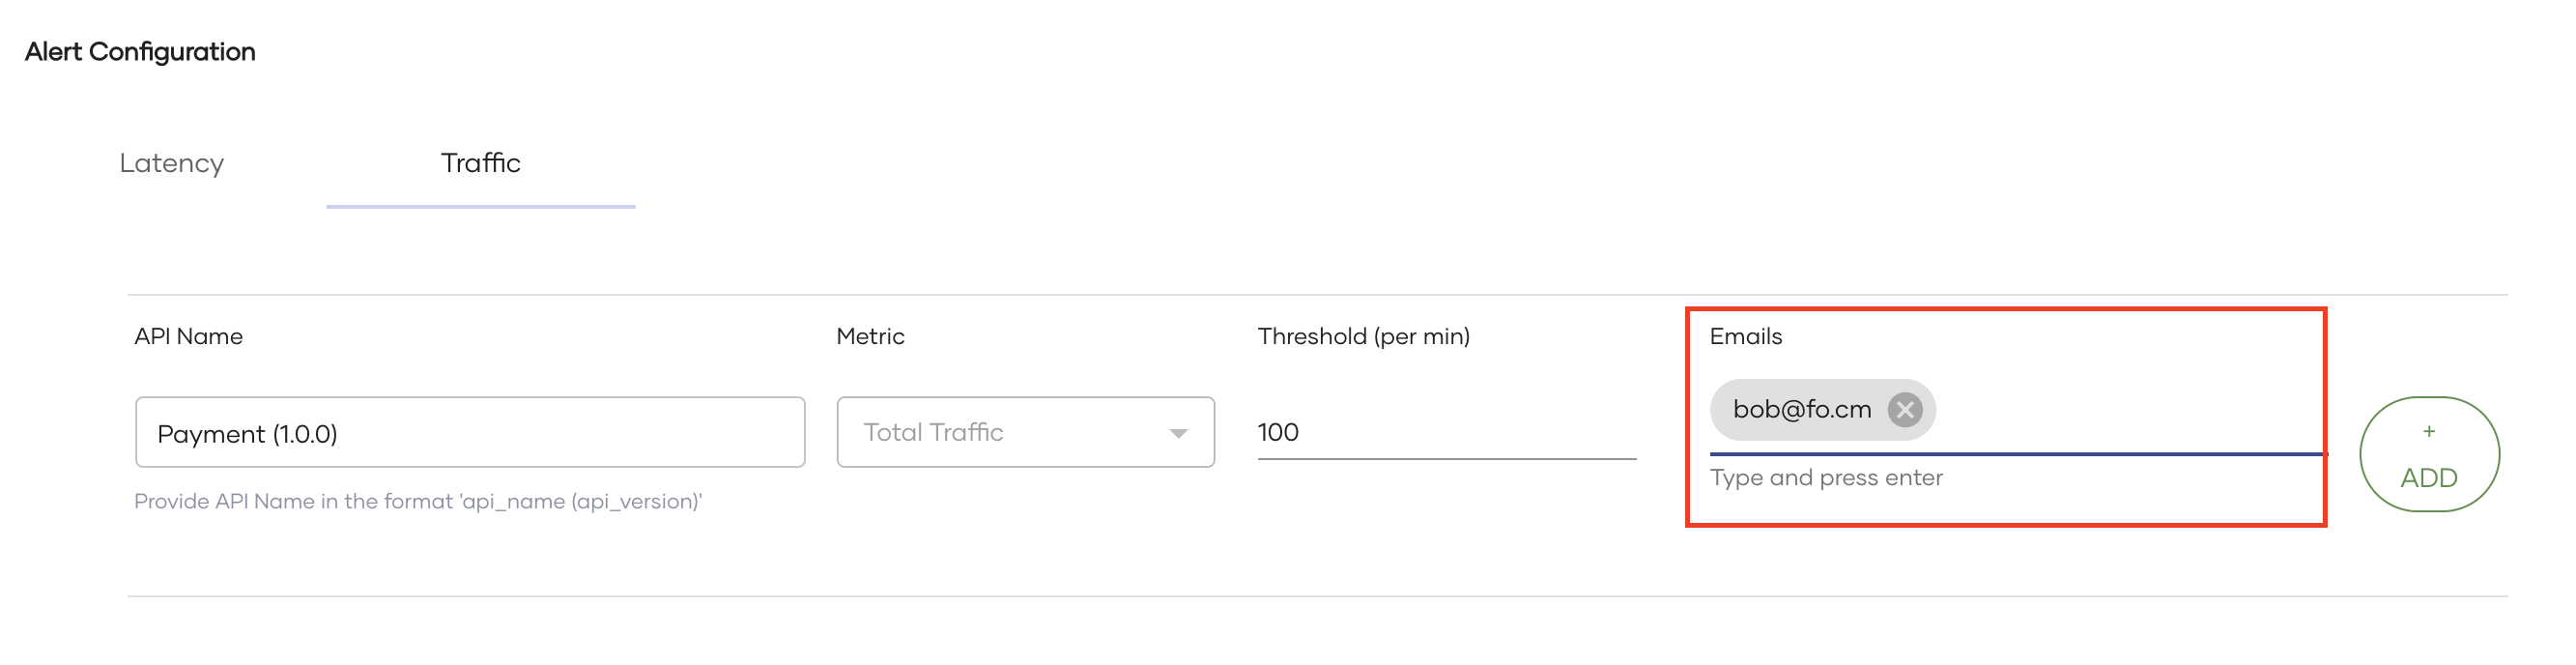 Alert Configuration
Latency
Traffic
API Name
Metric
Threshold (per min)
Emails
Payment (1.0.0)
Total Traffic
100
bob@fo.cm
+
ADD
Type and press enter
Provide API Name in the format 'api_name (api_version)'